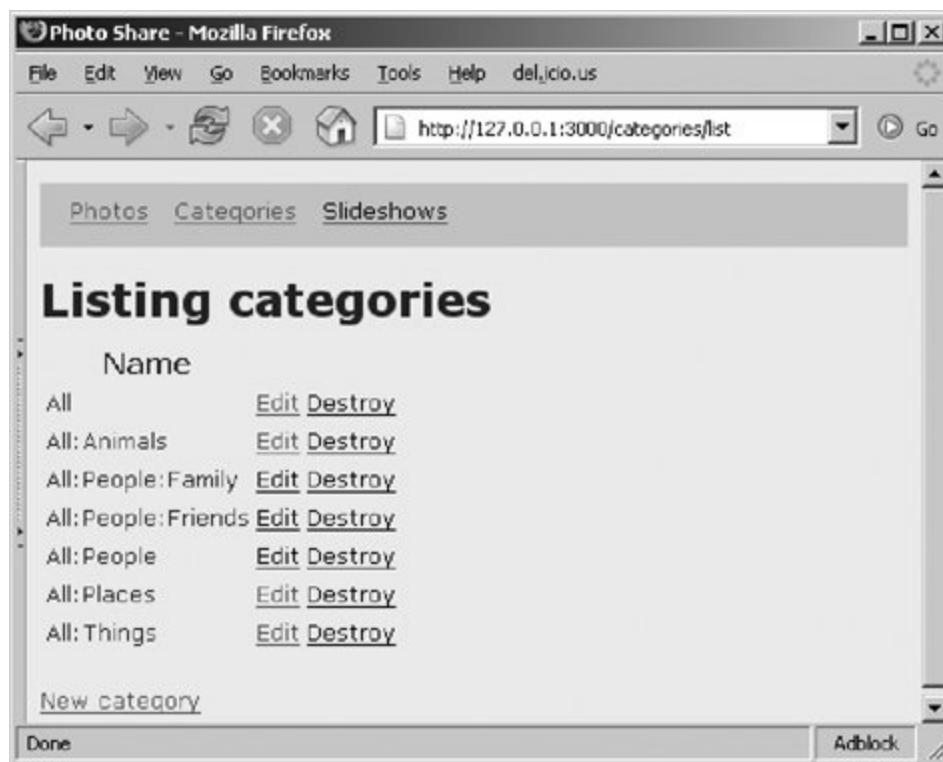 Photo Share - Mozilla Firefox
File Edit View Go Bookmarks Tools Help del.icio.us
http://127.0.0.1:3000/categories/list Go
Photos Categories Slideshows
Listing categories
Name
All Edit Destroy
All:Animals Edit Destroy
All:People:Family Edit Destroy
All:People:Friends Edit Destroy
All:People Edit Destroy
All:Places Edit Destroy
All:Things Edit Destroy
New category
Done Adblock